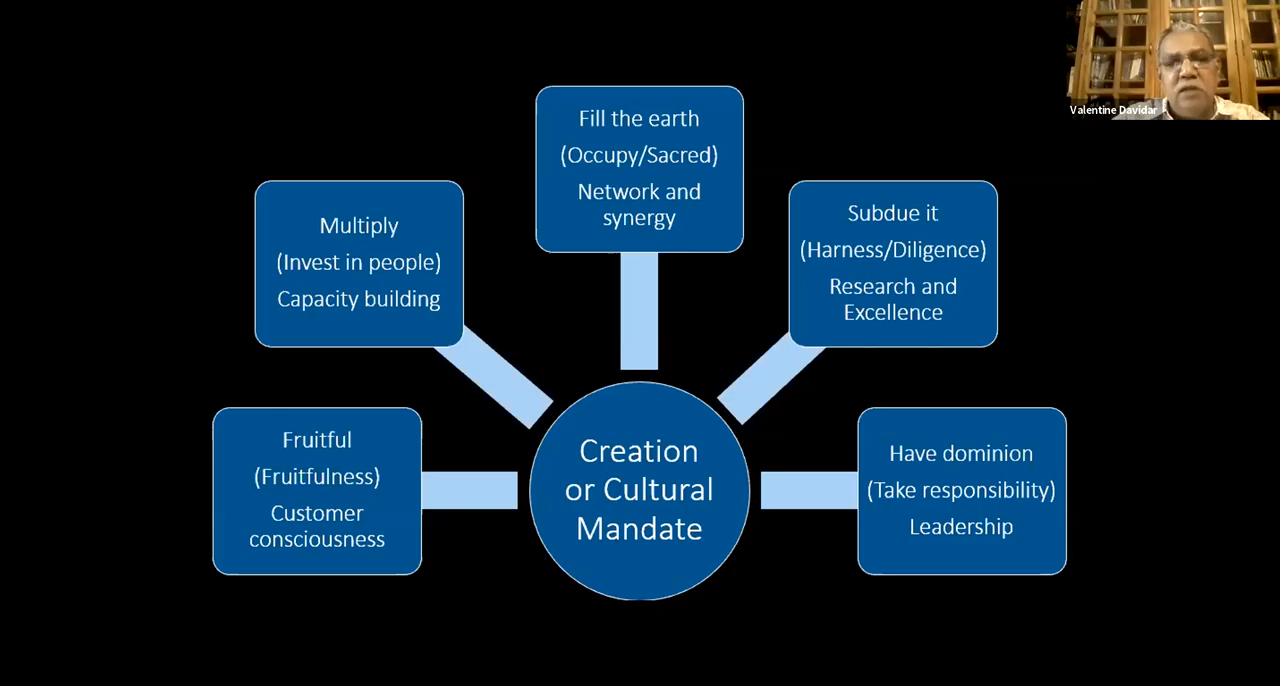 Valentine Davidar
Fill the earth
(Occupy/Sacred)
Network and
synergy
Multiply
(Invest in people)
Capacity building
Subdue it
(Harness/Diligence)
Research and
Excellence
Fruitful
(Fruitfulness)
Customer
consciousness
Creation
or Cultural
Mandate
Have dominion
(Take responsibility)
Leadership